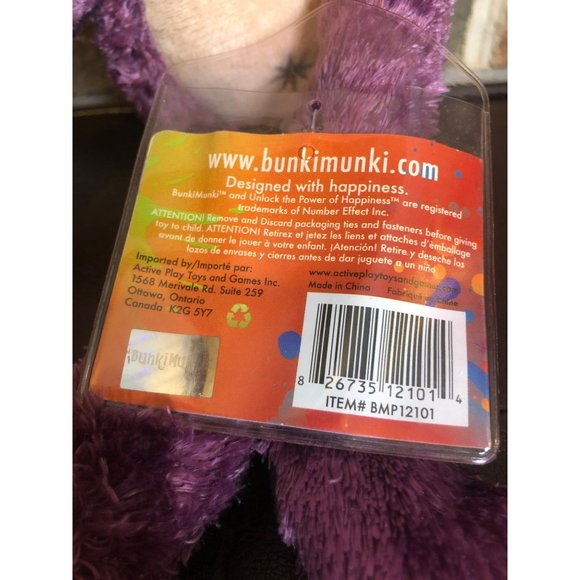 www.bunkimunki.com
Designed with happiness.
BunkiMunki™ and Unlock the Power of Happiness™ are registered
trademarks of Number Effect Inc.
ATTENTION! Remove and Discard packaging ties and fasteners before giving
toy to child. ATTENTION! Retirez et jetez les liens et attaches d'emballage
avant de donner le jouer à votre enfant. ¡Atención! Retire y deseche los
lazos de envases y cierres antes de dar juguete a un niño
Imported by/Importé par:
Active Play Toys and Games Inc.
1568 Merivale Rd. Suite 259
Ottawa, Ontario
Canada K2G 5Y7
www.activeplaytoysandgames.com
Made in China Fabriqué en Chine
BunkiMunki
8 26735 12101 4
ITEM# BMP12101